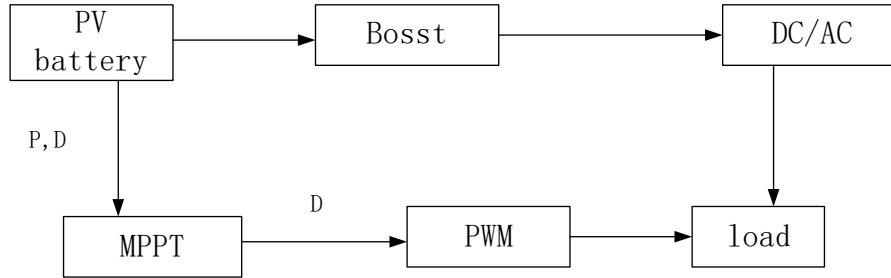 PV
battery
Bosst
DC/AC
P,D
D
MPPT
PWM
load